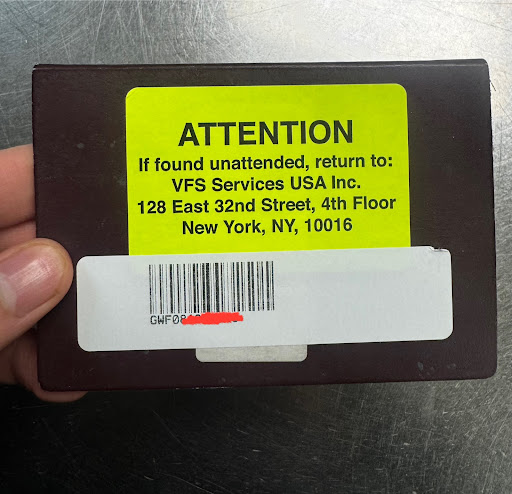 ATTENTION
If found unattended, return to:
VFS Services USA Inc.
128 East 32nd Street, 4th Floor
New York, NY, 10016